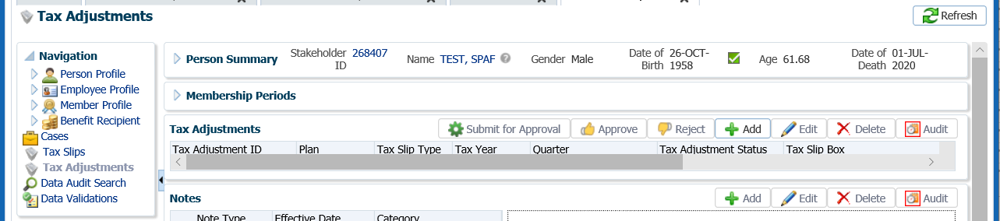 Tax Adjustments
Refresh
Navigation
Person Profile
Employee Profile
Member Profile
Benefit Recipient
Cases
Tax Slips
Tax Adjustments
Data Audit Search
Data Validations
Person Summary Stakeholder ID 268407 Name TEST, SPAF Gender Male Date of Birth 26-OCT-1958 Age 61.68 Date of Death 01-JUL-2020
Membership Periods
Tax Adjustments Submit for Approval Approve Reject Add Edit Delete Audit
Tax Adjustment ID Plan Tax Slip Type Tax Year Quarter Tax Adjustment Status Tax Slip Box
Notes Add Edit Delete Audit
Note Type Effective Date Category